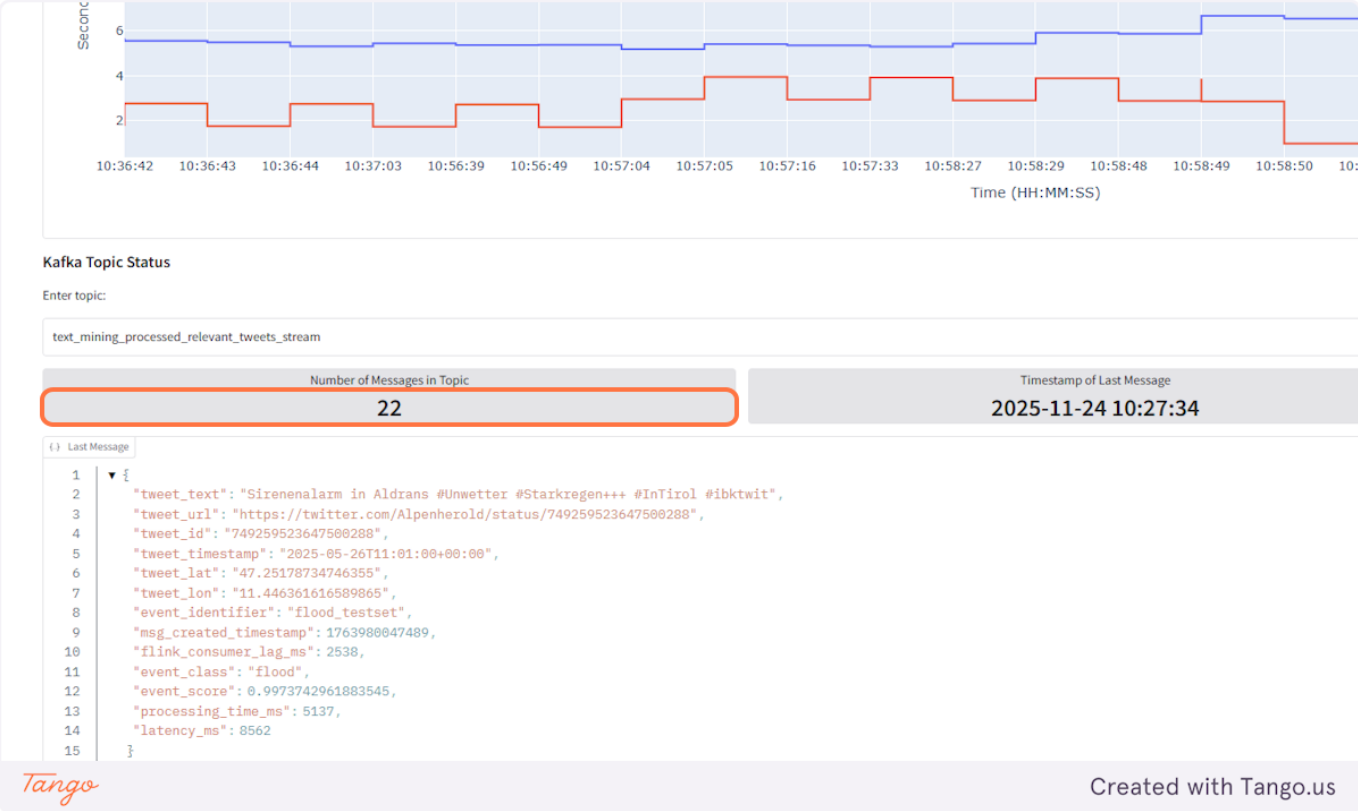 Second
6
4
2
10:36:42 10:36:43 10:36:44 10:37:03 10:56:39 10:56:49 10:57:04 10:57:05 10:57:16 10:57:33 10:58:27 10:58:29 10:58:48 10:58:49 10:58:50 10:
Time (HH:MM:SS)
Kafka Topic Status
Enter topic:
text_mining_processed_relevant_tweets_stream
Number of Messages in Topic
22
Timestamp of Last Message
2025-11-24 10:27:34
{} Last Message
1 ▼ {
2 "tweet_text": "Sirenenalarm in Aldrans #Unwetter #Starkregen+++ #InTirol #ibktwit",
3 "tweet_url": "https://twitter.com/Alpenherold/status/749259523647500288",
4 "tweet_id": "749259523647500288",
5 "tweet_timestamp": "2025-05-26T11:01:00+00:00",
6 "tweet_lat": "47.25178734746355",
7 "tweet_lon": "11.446361616589865",
8 "event_identifier": "flood_testset",
9 "msg_created_timestamp": 1763980047489,
10 "flink_consumer_lag_ms": 2538,
11 "event_class": "flood",
12 "event_score": 0.9973742961883545,
13 "processing_time_ms": 5137,
14 "latency_ms": 8562
15 }
Tango
Created with Tango.us